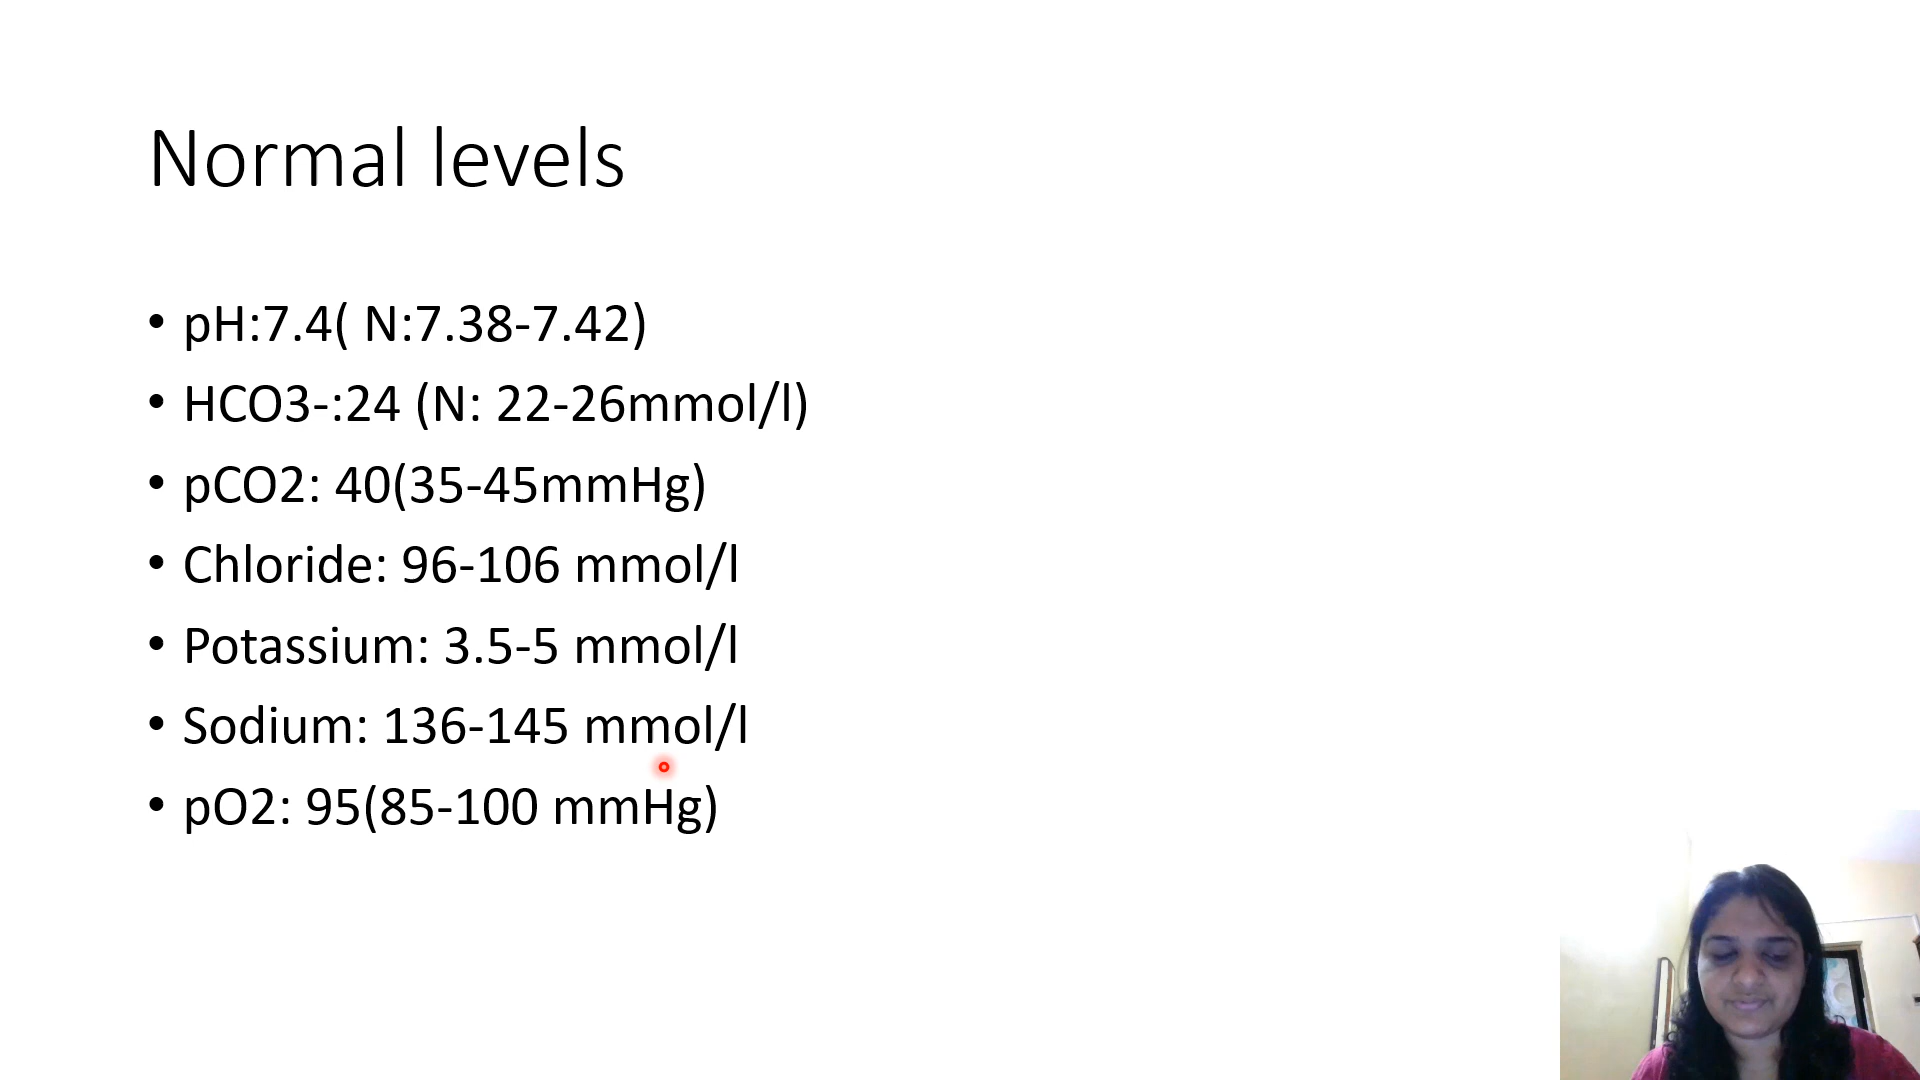 Normal levels
• pH:7.4( N:7.38-7.42)
• HCO3-:24 (N: 22-26mmol/l)
• pCO2: 40(35-45mmHg)
• Chloride: 96-106 mmol/l
• Potassium: 3.5-5 mmol/l
• Sodium: 136-145 mmol/l
• pO2: 95(85-100 mmHg)